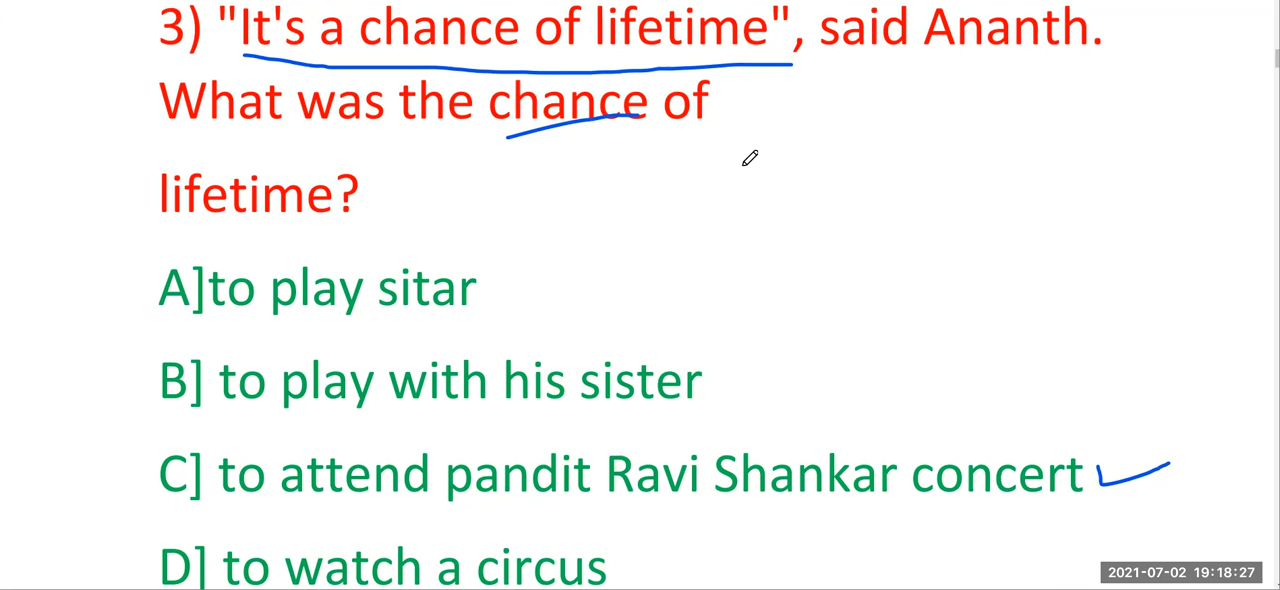 3) "It's a chance of lifetime", said Ananth.
What was the chance of
lifetime?
A]to play sitar
B] to play with his sister
C] to attend pandit Ravi Shankar concert
D] to watch a circus
2021-07-02 19:18:27